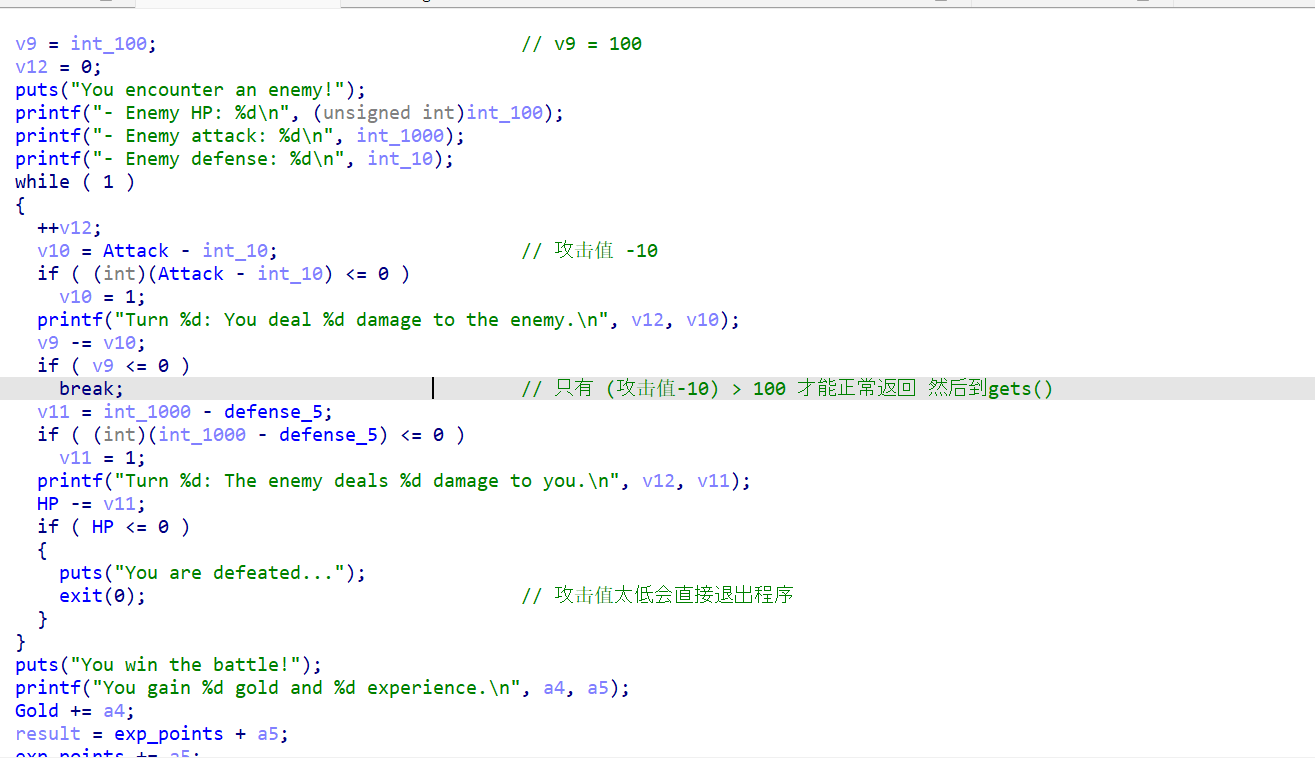 v9 = int_100; // v9 = 100
v12 = 0;
puts("You encounter an enemy!");
printf("- Enemy HP: %d\n", (unsigned int)int_100);
printf("- Enemy attack: %d\n", int_1000);
printf("- Enemy defense: %d\n", int_10);
while ( 1 )
{
++v12;
v10 = Attack - int_10; // 攻击值 -10
if ( (int)(Attack - int_10) <= 0 )
v10 = 1;
printf("Turn %d: You deal %d damage to the enemy.\n", v12, v10);
v9 -= v10;
if ( v9 <= 0 )
break; // 只有 (攻击值-10) > 100 才能正常返回 然后到gets()
v11 = int_1000 - defense_5;
if ( (int)(int_1000 - defense_5) <= 0 )
v11 = 1;
printf("Turn %d: The enemy deals %d damage to you.\n", v12, v11);
HP -= v11;
if ( HP <= 0 )
{
puts("You are defeated...");
exit(0); // 攻击值太低会直接退出程序
}
}
puts("You win the battle!");
printf("You gain %d gold and %d experience.\n", a4, a5);
Gold += a4;
result = exp_points + a5;
exp_points += a5;